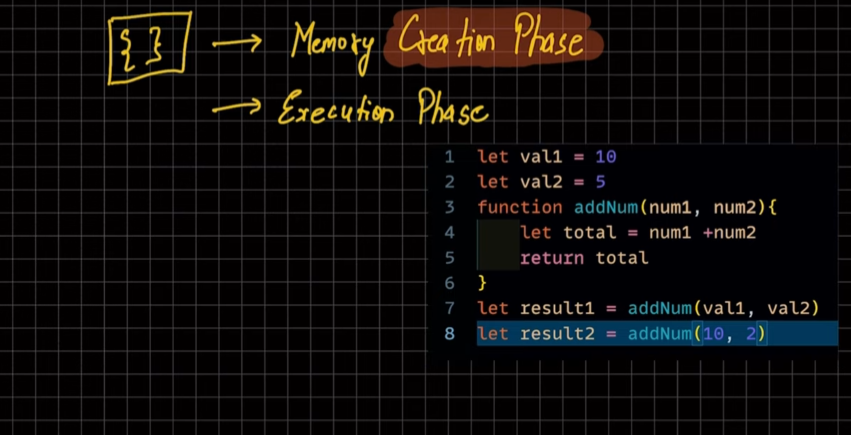 { } → Memory Creation Phase
→ Execution Phase
1 let val1 = 10
2 let val2 = 5
3 function addNum(num1, num2){
4 let total = num1 +num2
5 return total
6 }
7 let result1 = addNum(val1, val2)
8 let result2 = addNum(10, 2)